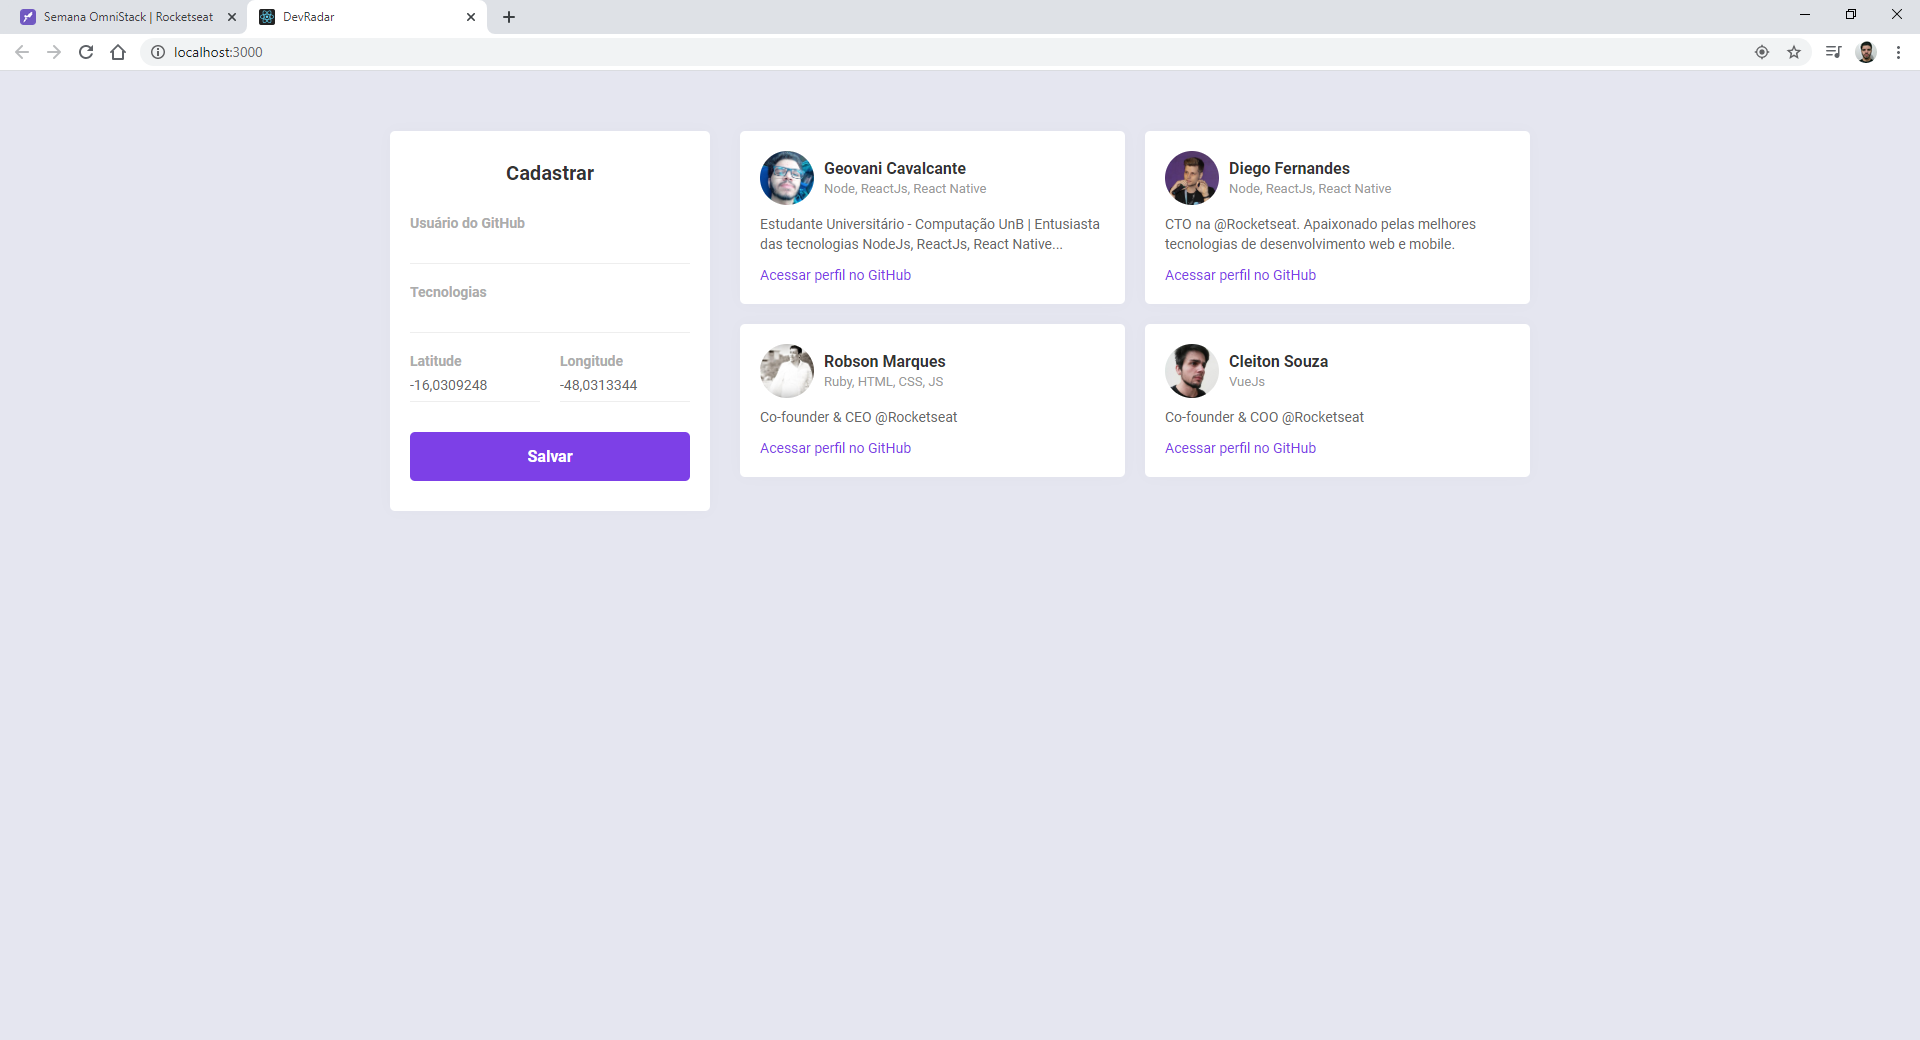 Semana OmniStack | Rocketseat
DevRadar
localhost:3000
Cadastrar
Usuário do GitHub
Tecnologias
Latitude
Longitude
-16,0309248
-48,0313344
Salvar
Geovani Cavalcante
Node, ReactJs, React Native
Estudante Universitário - Computação UnB | Entusiasta
das tecnologias NodeJs, ReactJs, React Native...
Acessar perfil no GitHub
Diego Fernandes
Node, ReactJs, React Native
CTO na @Rocketseat. Apaixonado pelas melhores
tecnologias de desenvolvimento web e mobile.
Acessar perfil no GitHub
Robson Marques
Ruby, HTML, CSS, JS
Co-founder & CEO @Rocketseat
Acessar perfil no GitHub
Cleiton Souza
VueJs
Co-founder & COO @Rocketseat
Acessar perfil no GitHub